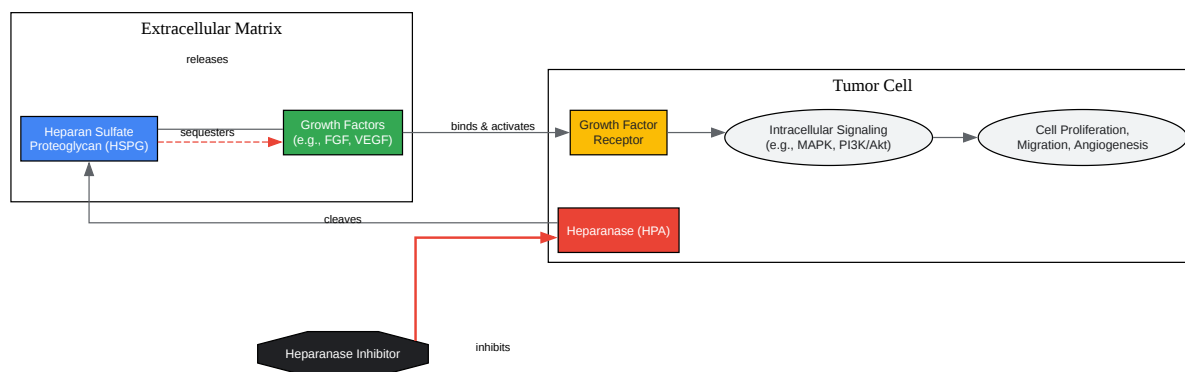 Extracellular Matrix
releases
Heparan Sulfate
Proteoglycan (HSPG)
sequesters
Growth Factors
(e.g., FGF, VEGF)
binds & activates
Tumor Cell
Growth Factor
Receptor
Intracellular Signaling
(e.g., MAPK, PI3K/Akt)
Cell Proliferation,
Migration, Angiogenesis
cleaves
Heparanase (HPA)
Heparanase Inhibitor
inhibits